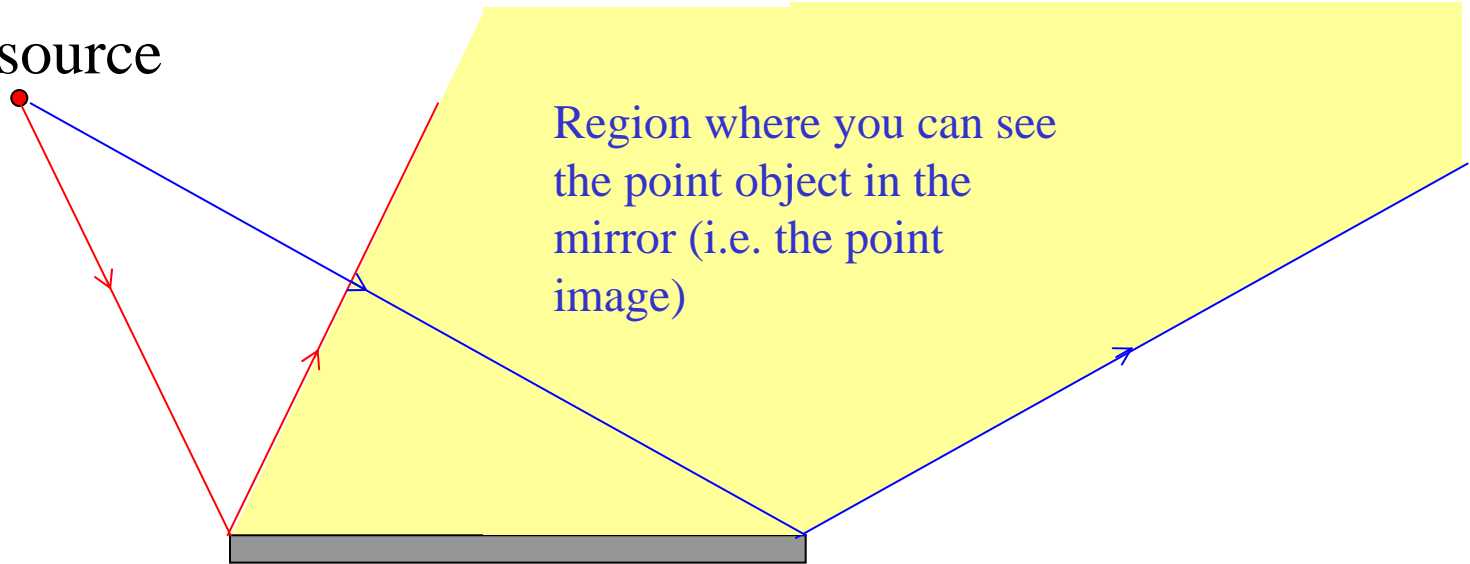 source
Region where you can see
the point object in the
mirror (i.e. the point
image)